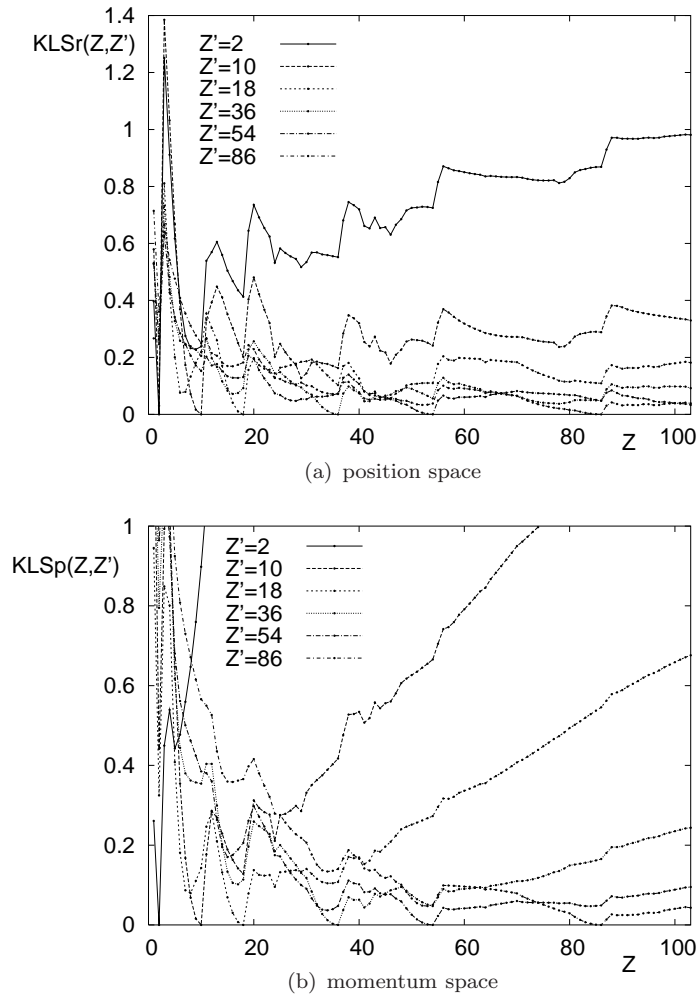 1.4
KLSr(Z,Z')
1.2
1
0.8
0.6
0.4
0.2
0
Z'=2
Z'=10
Z'=18
Z'=36
Z'=54
Z'=86
0 20 40 60 80 100
Z
(a) position space
1
KLSp(Z,Z')
0.8
0.6
0.4
0.2
0
Z'=2
Z'=10
Z'=18
Z'=36
Z'=54
Z'=86
0 20 40 60 80 100
Z
(b) momentum space